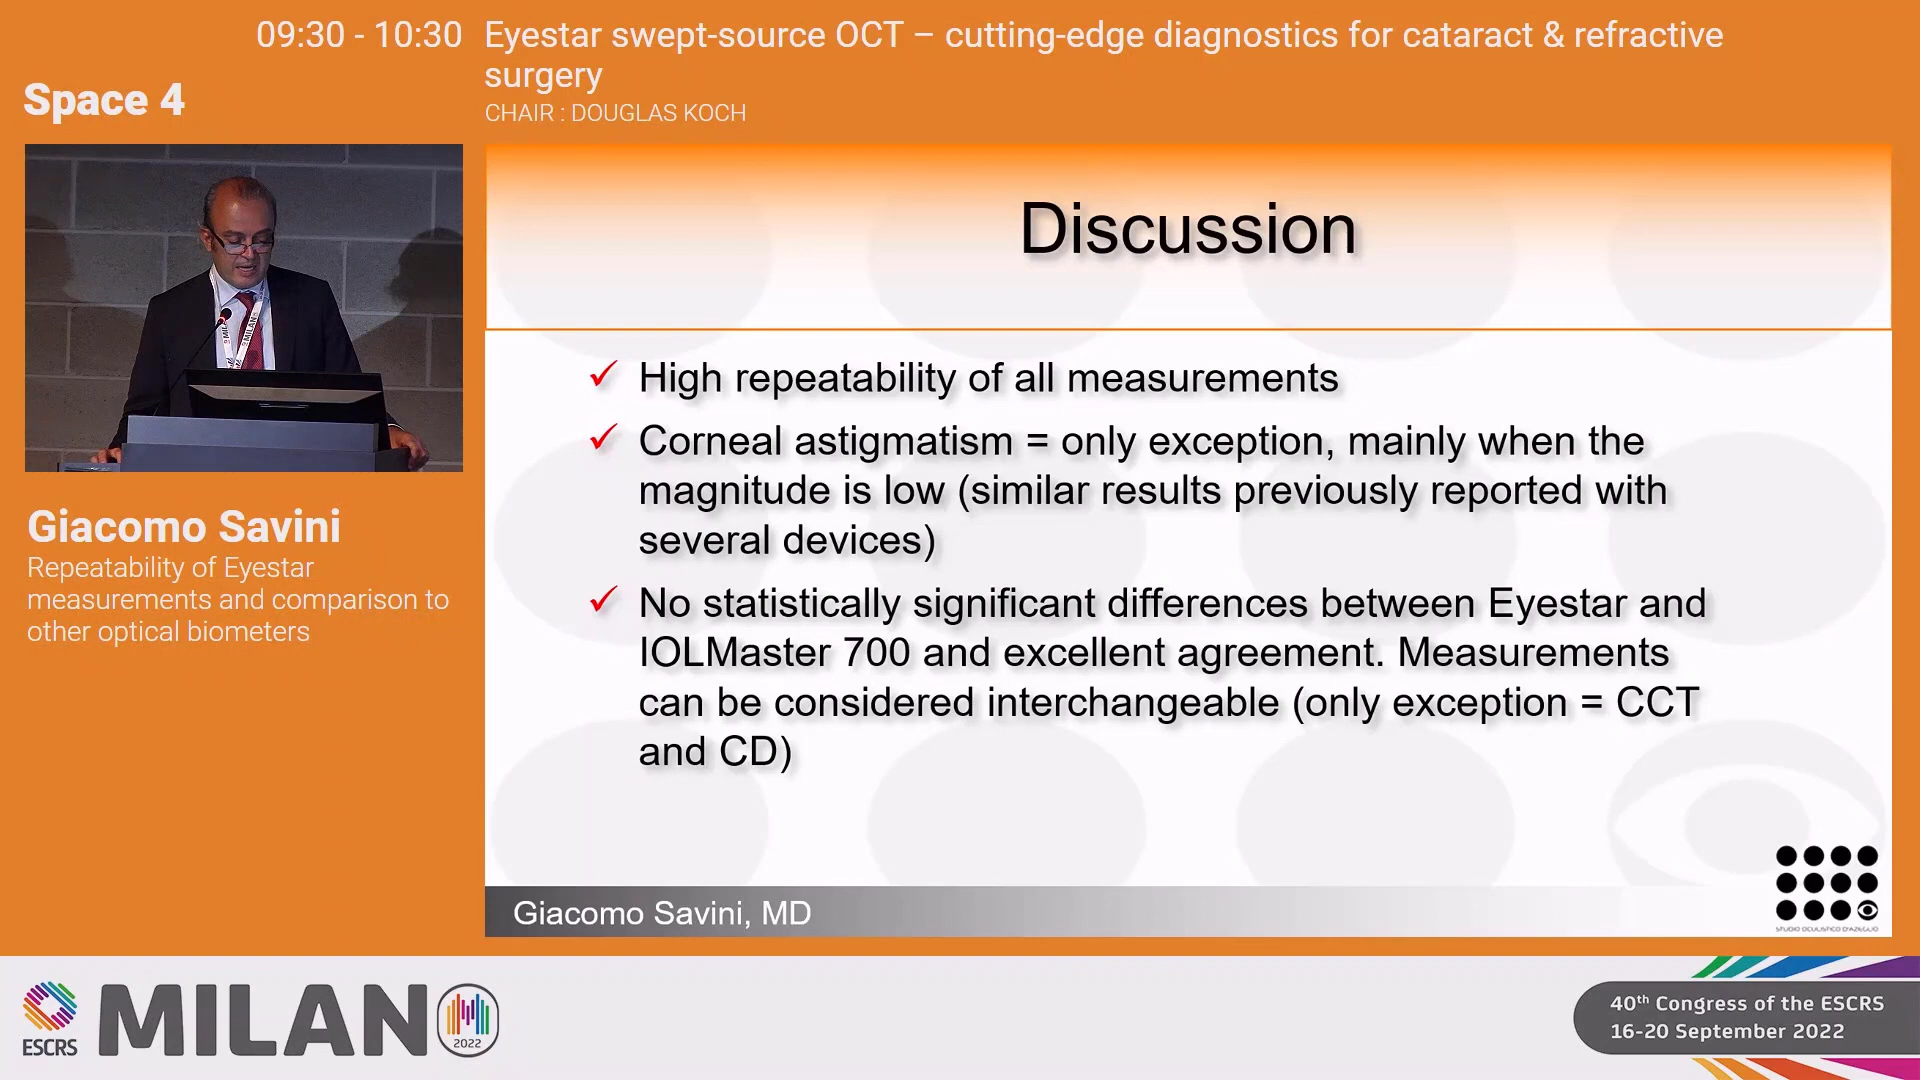 09:30 - 10:30
Eyestar swept-source OCT – cutting-edge diagnostics for cataract & refractive
surgery
CHAIR : DOUGLAS KOCH
Space 4
Giacomo Savini
Repeatability of Eyestar
measurements and comparison to
other optical biometers
Discussion
✓ High repeatability of all measurements
✓ Corneal astigmatism = only exception, mainly when the
magnitude is low (similar results previously reported with
several devices)
✓ No statistically significant differences between Eyestar and
IOLMaster 700 and excellent agreement. Measurements
can be considered interchangeable (only exception = CCT
and CD)
Giacomo Savini, MD
STUDIO OCULISTICO D'AZEGLIO
ESCRS
MILANO
2022
40th Congress of the ESCRS
16-20 September 2022